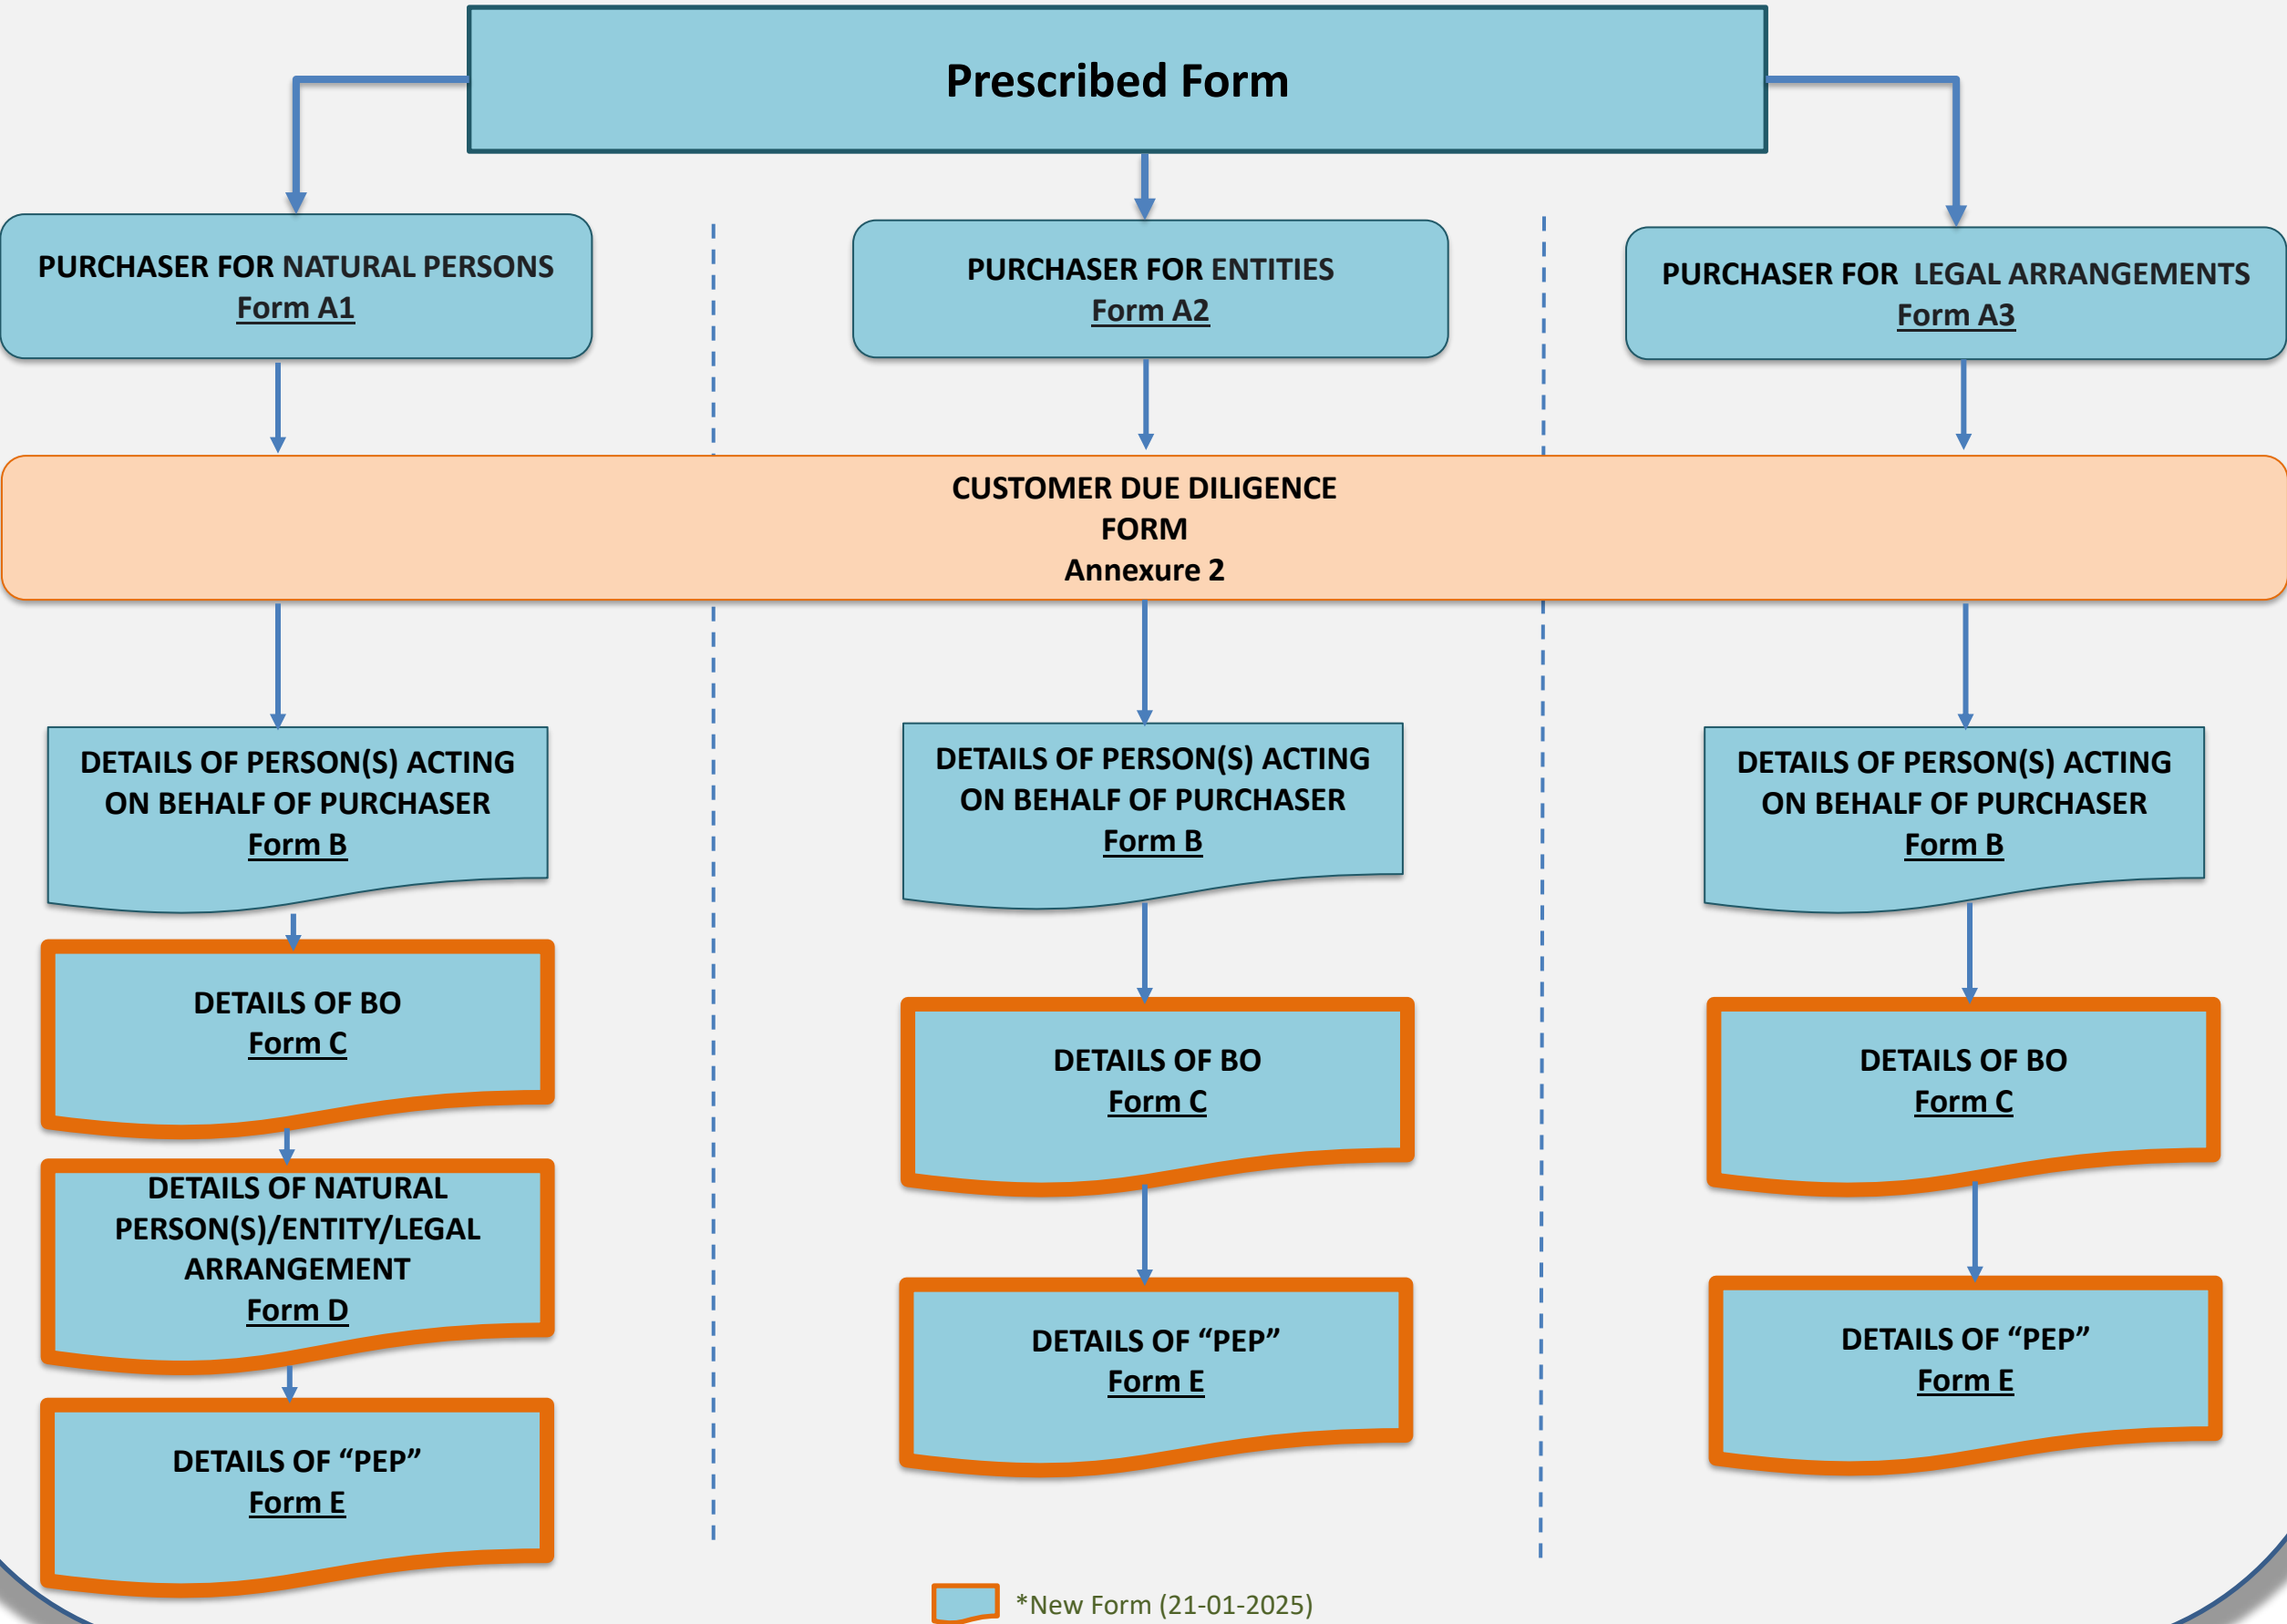 Prescribed Form
PURCHASER FOR NATURAL PERSONS
Form A1
PURCHASER FOR ENTITIES
Form A2
PURCHASER FOR LEGAL ARRANGEMENTS
Form A3
CUSTOMER DUE DILIGENCE
FORM
Annexure 2
DETAILS OF PERSON(S) ACTING
ON BEHALF OF PURCHASER
Form B
DETAILS OF BO
Form C
DETAILS OF NATURAL
PERSON(S)/ENTITY/LEGAL
ARRANGEMENT
Form D
DETAILS OF “PEP”
Form E
DETAILS OF PERSON(S) ACTING
ON BEHALF OF PURCHASER
Form B
DETAILS OF BO
Form C
DETAILS OF “PEP”
Form E
DETAILS OF PERSON(S) ACTING
ON BEHALF OF PURCHASER
Form B
DETAILS OF BO
Form C
DETAILS OF “PEP”
Form E
*New Form (21-01-2025)